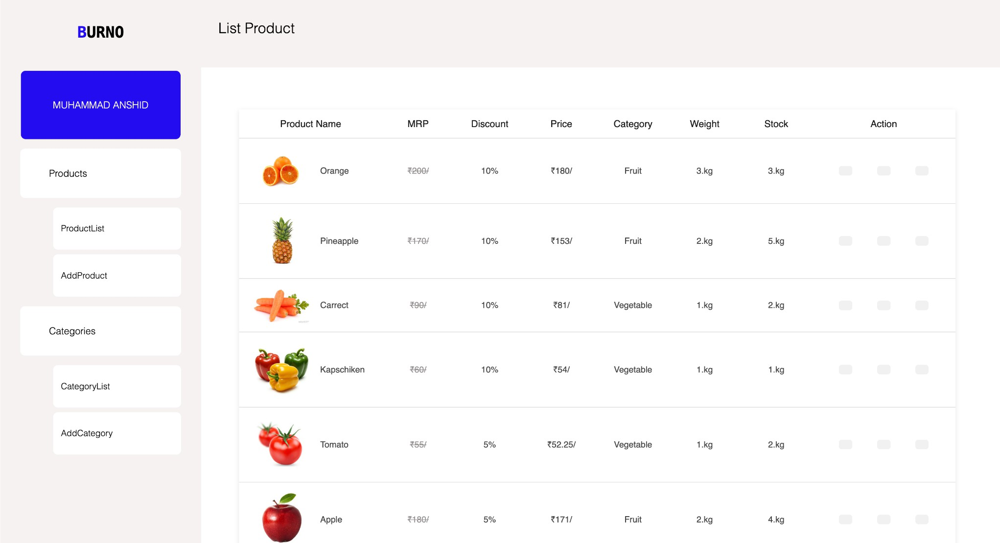 BURNO
List Product
MUHAMMAD ANSHID
Products
ProductList
AddProduct
Categories
CategoryList
AddCategory
Product Name MRP Discount Price Category Weight Stock Action
Orange ₹200/ 10% ₹180/ Fruit 3.kg 3.kg
Pineapple ₹170/ 10% ₹153/ Fruit 2.kg 5.kg
Carrect ₹90/ 10% ₹81/ Vegetable 1.kg 2.kg
Kapschiken ₹60/ 10% ₹54/ Vegetable 1.kg 1.kg
Tomato ₹55/ 5% ₹52.25/ Vegetable 1.kg 2.kg
Apple ₹180/ 5% ₹171/ Fruit 2.kg 4.kg